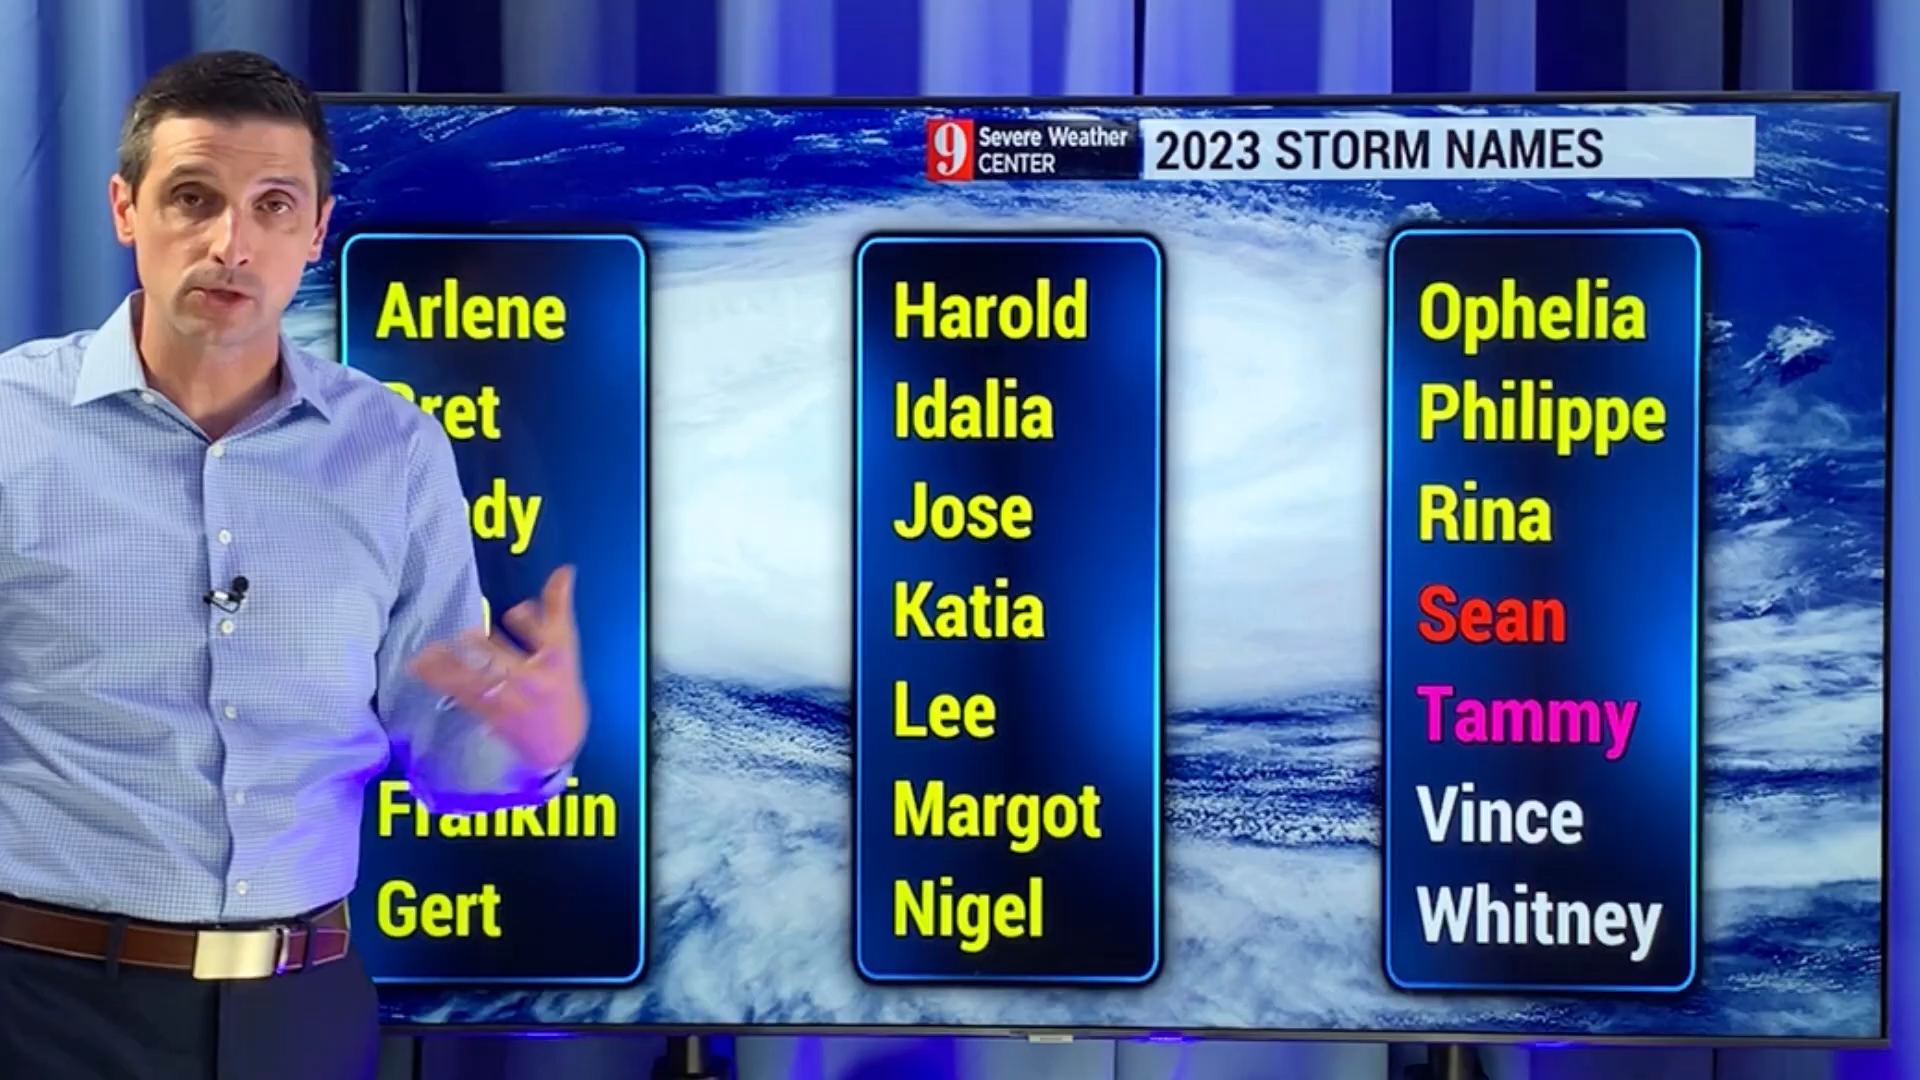 9 Severe Weather
CENTER
2023 STORM NAMES
Arlene
Gert
Harold
Idalia
Jose
Katia
Lee
Margot
Nigel
Ophelia
Philippe
Rina
Sean
Tammy
Vince
Whitney
Franklin